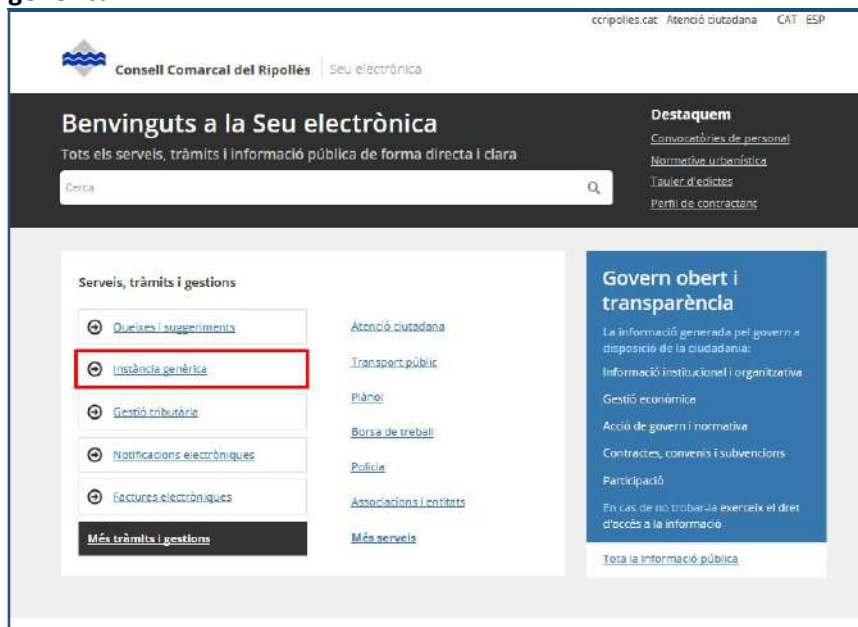 ccripolles.cat Atenció ciutadana CAT ESP
Consell Comarcal del Ripollès Seu electrònica
Benvinguts a la Seu electrònica
Tots els serveis, tràmits i informació pública de forma directa i clara
Cerca
Destaquem
Convocatòries de personal
Normativa urbanística
Tauler d'edictes
Perfil de contractant
Serveis, tràmits i gestions
Queixes i suggeriments
Instància genèrica
Gestió tributària
Notificacions electròniques
Factures electròniques
Més tràmits i gestions
Atenció ciutadana
Transport públic
Plànol
Borsa de treball
Policia
Associacions i entitats
Més serveis
Govern obert i
transparència
La informació generada pel govern a
disposició de la ciudadania:
Informació institucional i organitzativa
Gestió econòmica
Acció de govern i normativa
Contractes, convenis i subvencions
Participació
En cas de no trobar-la exerceix el dret
d'accés a la informació
Tota la informació pública